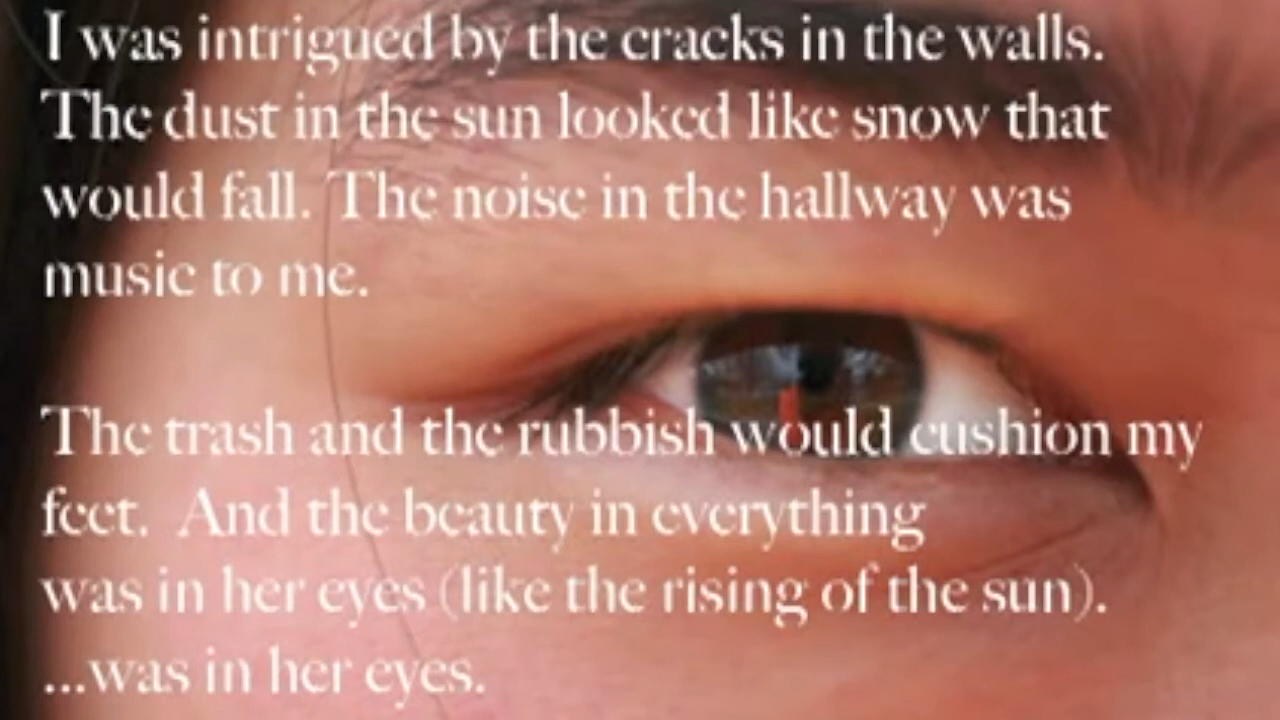 I was intrigued by the cracks in the walls.
The dust in the sun looked like snow that
would fall. The noise in the hallway was
music to me.
The trash and the rubbish would cushion my
feet. And the beauty in everything
was in her eyes (like the rising of the sun).
...was in her eyes.